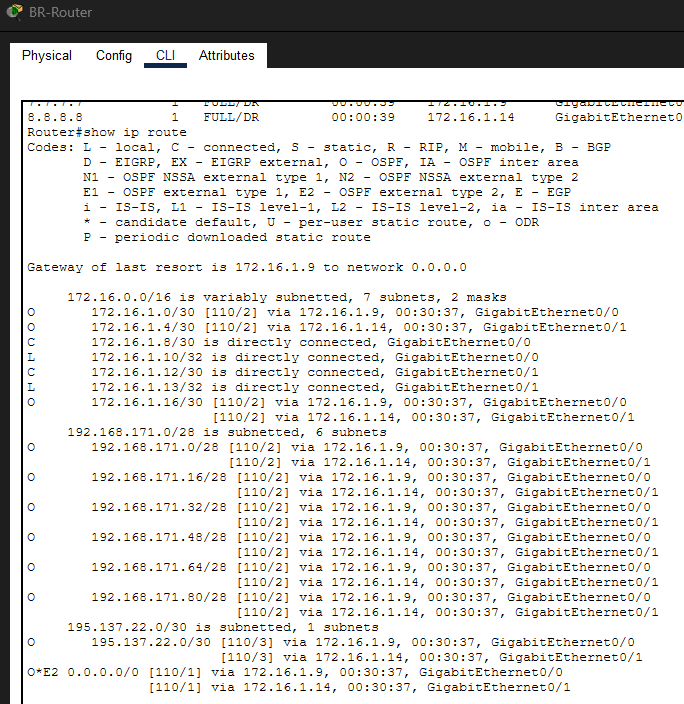 BR-Router
Physical Config CLI Attributes
7.7.7.7 1 FULL/DR 00:00:39 172.16.1.9 GigabitEthernet0
8.8.8.8 1 FULL/DR 00:00:39 172.16.1.14 GigabitEthernet0
Router#show ip route
Codes: L - local, C - connected, S - static, R - RIP, M - mobile, B - BGP
D - EIGRP, EX - EIGRP external, O - OSPF, IA - OSPF inter area
N1 - OSPF NSSA external type 1, N2 - OSPF NSSA external type 2
E1 - OSPF external type 1, E2 - OSPF external type 2, E - EGP
i - IS-IS, L1 - IS-IS level-1, L2 - IS-IS level-2, ia - IS-IS inter area
* - candidate default, U - per-user static route, o - ODR
P - periodic downloaded static route
Gateway of last resort is 172.16.1.9 to network 0.0.0.0
172.16.0.0/16 is variably subnetted, 7 subnets, 2 masks
O 172.16.1.0/30 [110/2] via 172.16.1.9, 00:30:37, GigabitEthernet0/0
O 172.16.1.4/30 [110/2] via 172.16.1.14, 00:30:37, GigabitEthernet0/1
C 172.16.1.8/30 is directly connected, GigabitEthernet0/0
L 172.16.1.10/32 is directly connected, GigabitEthernet0/0
C 172.16.1.12/30 is directly connected, GigabitEthernet0/1
L 172.16.1.13/32 is directly connected, GigabitEthernet0/1
O 172.16.1.16/30 [110/2] via 172.16.1.9, 00:30:37, GigabitEthernet0/0
[110/2] via 172.16.1.14, 00:30:37, GigabitEthernet0/1
192.168.171.0/28 is subnetted, 6 subnets
O 192.168.171.0/28 [110/2] via 172.16.1.9, 00:30:37, GigabitEthernet0/0
[110/2] via 172.16.1.14, 00:30:37, GigabitEthernet0/1
O 192.168.171.16/28 [110/2] via 172.16.1.9, 00:30:37, GigabitEthernet0/0
[110/2] via 172.16.1.14, 00:30:37, GigabitEthernet0/1
O 192.168.171.32/28 [110/2] via 172.16.1.9, 00:30:37, GigabitEthernet0/0
[110/2] via 172.16.1.14, 00:30:37, GigabitEthernet0/1
O 192.168.171.48/28 [110/2] via 172.16.1.9, 00:30:37, GigabitEthernet0/0
[110/2] via 172.16.1.14, 00:30:37, GigabitEthernet0/1
O 192.168.171.64/28 [110/2] via 172.16.1.9, 00:30:37, GigabitEthernet0/0
[110/2] via 172.16.1.14, 00:30:37, GigabitEthernet0/1
O 192.168.171.80/28 [110/2] via 172.16.1.9, 00:30:37, GigabitEthernet0/0
[110/2] via 172.16.1.14, 00:30:37, GigabitEthernet0/1
195.137.22.0/30 is subnetted, 1 subnets
O 195.137.22.0/30 [110/3] via 172.16.1.9, 00:30:37, GigabitEthernet0/0
[110/3] via 172.16.1.14, 00:30:37, GigabitEthernet0/1
O*E2 0.0.0.0/0 [110/1] via 172.16.1.9, 00:30:37, GigabitEthernet0/0
[110/1] via 172.16.1.14, 00:30:37, GigabitEthernet0/1